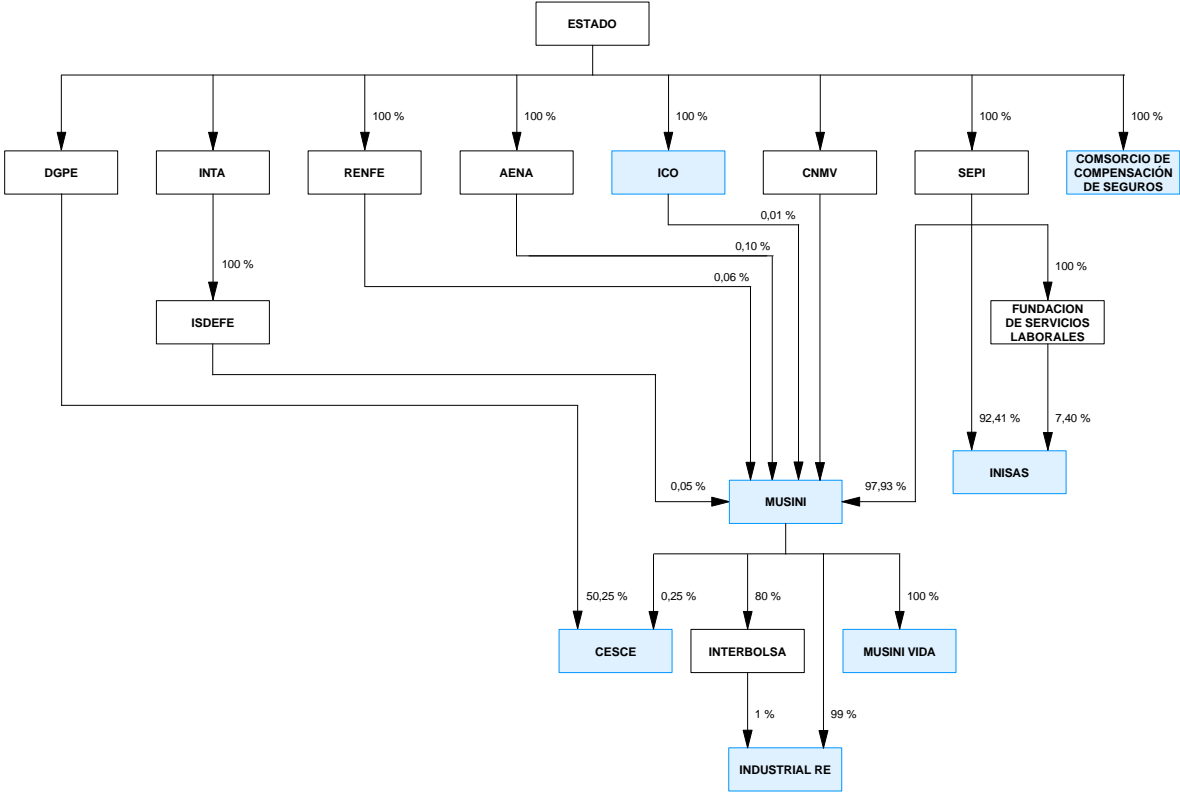 ESTADO
100 %
100 %
100 %
100 %
100 %
DGPE
INTA
RENFE
AENA
ICO
CNMV
SEPI
COMSORCIO DE
COMPENSACIÓN
DE SEGUROS
0,01 %
0,10 %
100 %
100 %
0,06 %
ISDEFE
FUNDACION
DE SERVICIOS
LABORALES
92,41 %
7,40 %
INISAS
0,05 %
97,93 %
MUSINI
50,25 %
0,25 %
80 %
100 %
CESCE
INTERBOLSA
MUSINI VIDA
1 %
99 %
INDUSTRIAL RE